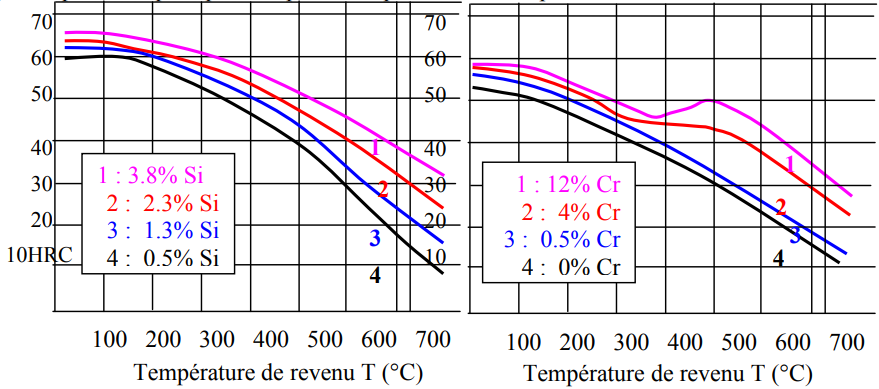 70
60
50
40
30
20
10HRC
1 : 3.8% Si
2 : 2.3% Si
3 : 1.3% Si
4 : 0.5% Si
1
2
3
4
100 200 300 400 500 600 700
Température de revenu T (°C)
70
60
50
40
30
20
10
1 : 12% Cr
2 : 4% Cr
3 : 0.5% Cr
4 : 0% Cr
1
2
3
4
100 200 300 400 500 600 700
Température de revenu T (°C)